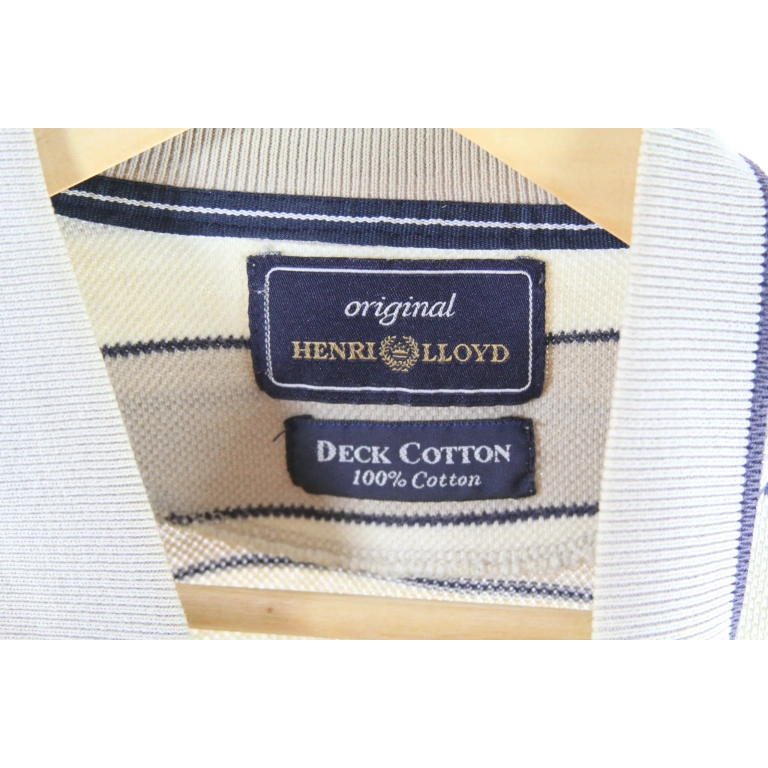 original
HENRI LLOYD
DECK COTTON
100% Cotton